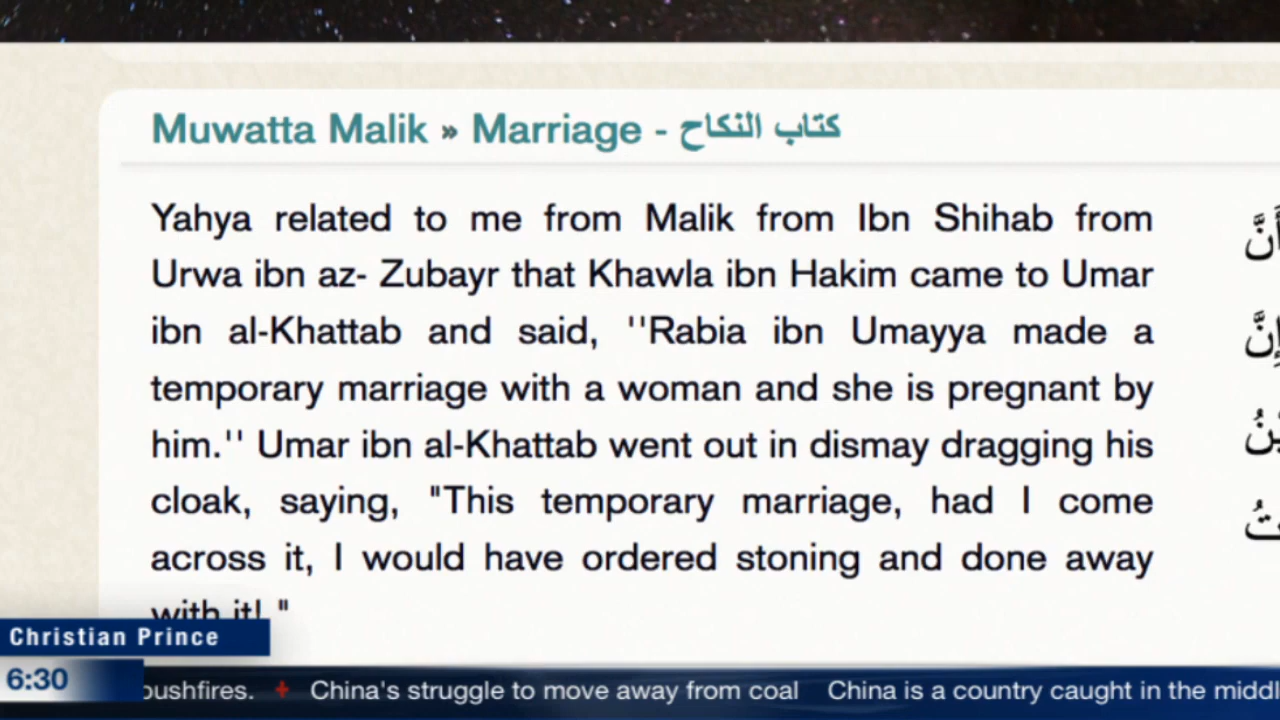 Muwatta Malik » Marriage - كتاب النكاح
Yahya related to me from Malik from Ibn Shihab from
Urwa ibn az- Zubayr that Khawla ibn Hakim came to Umar
ibn al-Khattab and said, ''Rabia ibn Umayya made a
temporary marriage with a woman and she is pregnant by
him.'' Umar ibn al-Khattab went out in dismay dragging his
cloak, saying, "This temporary marriage, had I come
across it, I would have ordered stoning and done away
with it! "
Christian Prince
6:30
China's struggle to move away from coal China is a country caught in the